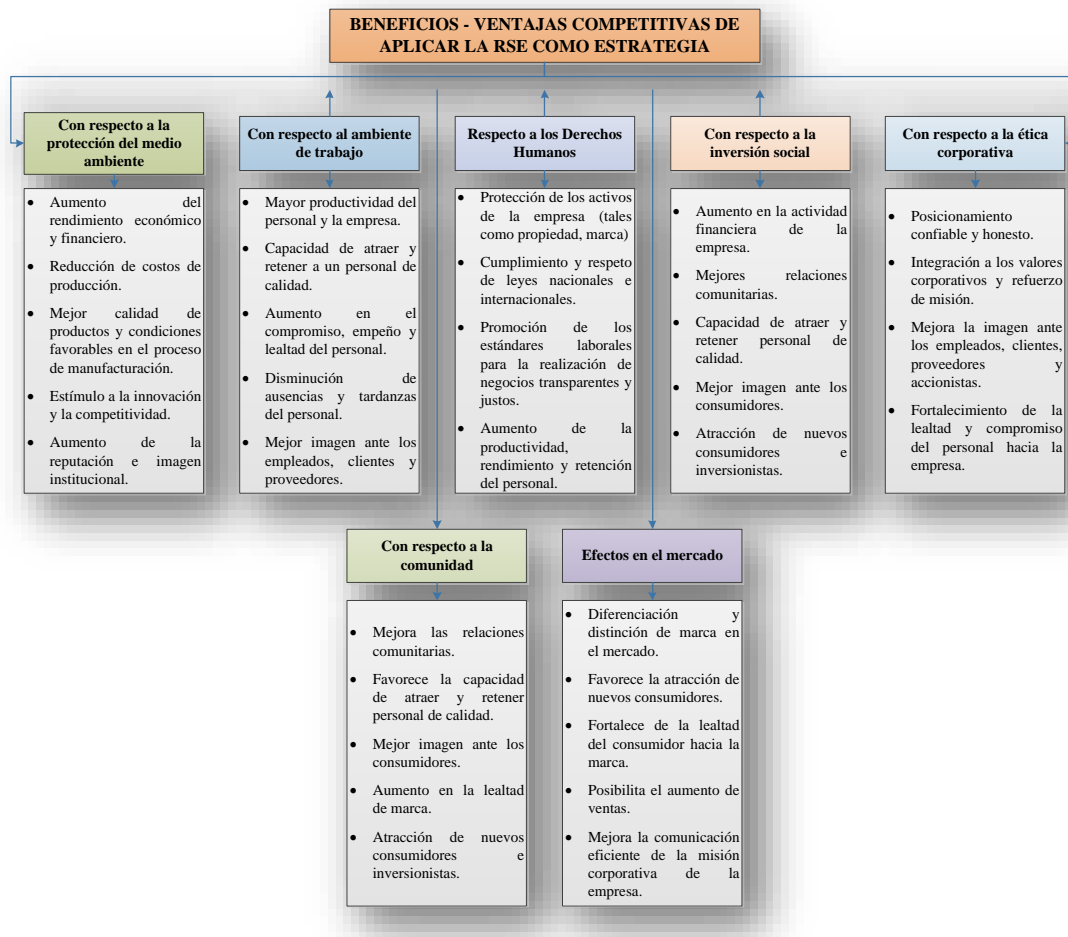 BENEFICIOS - VENTAJAS COMPETITIVAS DE
APLICAR LA RSE COMO ESTRATEGIA
Con respecto a la
protección del medio
ambiente
• Aumento del
rendimiento económico
y financiero.
• Reducción de costos de
producción.
• Mejor calidad de
productos y condiciones
favorables en el proceso
de manufacturación.
• Estímulo a la innovación
y la competitividad.
• Aumento de la
reputación e imagen
institucional.
Con respecto al ambiente
de trabajo
• Mayor productividad del
personal y la empresa.
• Capacidad de atraer y
retener a un personal de
calidad.
• Aumento en el
compromiso, empeño y
lealtad del personal.
• Disminución de
ausencias y tardanzas
del personal.
• Mejor imagen ante los
empleados, clientes y
proveedores.
Respecto a los Derechos
Humanos
• Protección de los activos
de la empresa (tales
como propiedad, marca)
• Cumplimiento y respeto
de leyes nacionales e
internacionales.
• Promoción de los
estándares laborales
para la realización de
negocios transparentes y
justos.
• Aumento de la
productividad,
rendimiento y retención
del personal.
Con respecto a la
inversión social
• Aumento en la actividad
financiera de la
empresa.
• Mejores relaciones
comunitarias.
• Capacidad de atraer y
retener personal de
calidad.
• Mejor imagen ante los
consumidores.
• Atracción de nuevos
consumidores e
inversionistas.
Con respecto a la ética
corporativa
• Posicionamiento
confiable y honesto.
• Integración a los valores
corporativos y refuerzo
de misión.
• Mejora la imagen ante
los empleados, clientes,
proveedores y
accionistas.
• Fortalecimiento de la
lealtad y compromiso
del personal hacia la
empresa.
Con respecto a la
comunidad
• Mejora las relaciones
comunitarias.
• Favorece la capacidad
de atraer y retener
personal de calidad.
• Mejor imagen ante los
consumidores.
• Aumento en la lealtad
de marca.
• Atracción de nuevos
consumidores e
inversionistas.
Efectos en el mercado
• Diferenciación y
distinción de marca en
el mercado.
• Favorece la atracción de
nuevos consumidores.
• Fortalece de la lealtad
del consumidor hacia la
marca.
• Posibilita el aumento de
ventas.
• Mejora la comunicación
eficiente de la misión
corporativa de la
empresa.